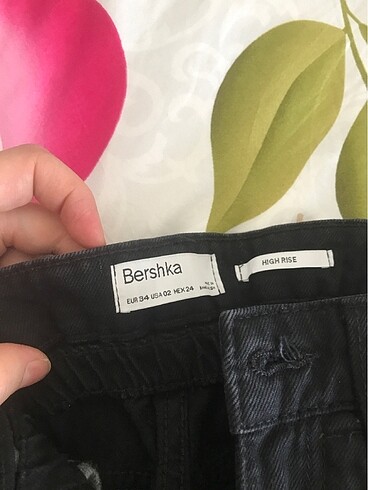 Bershka
EUR 34 USA 02 MEX 24
HIGH RISE